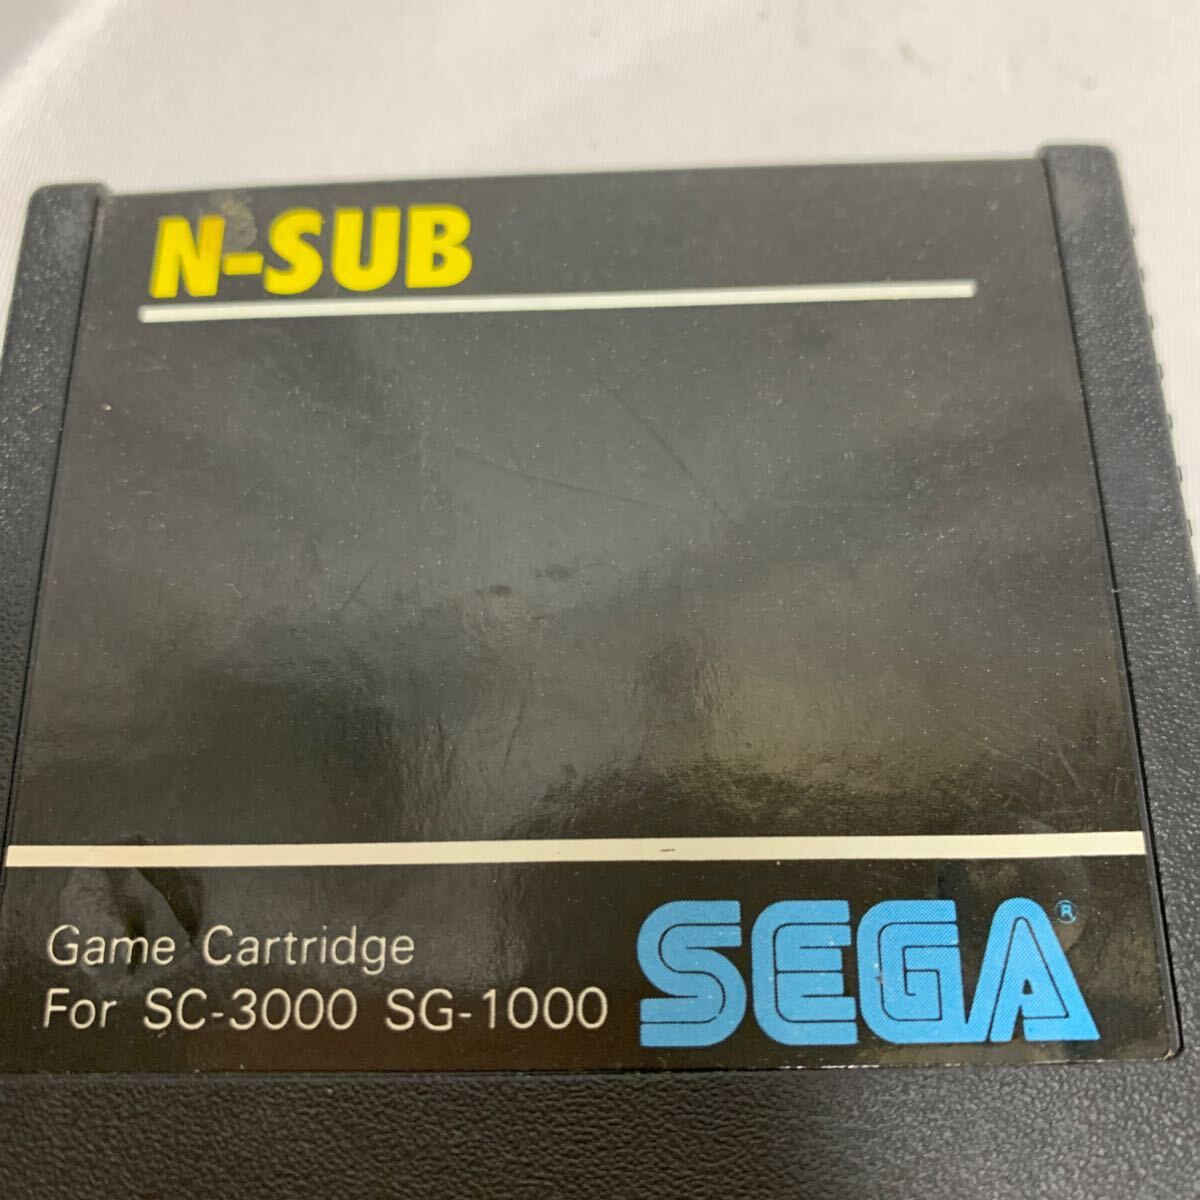 N-SUB
Game Cartridge
For SC-3000 SG-1000
SEGA®